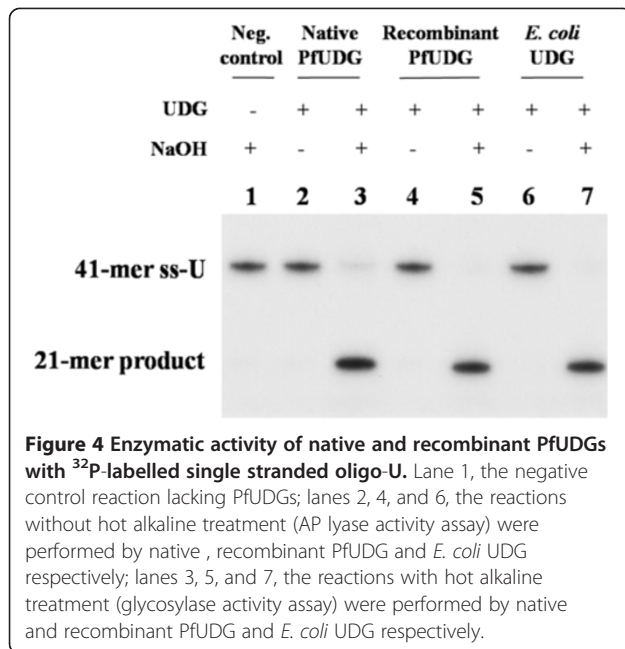 Neg. Native Recombinant E. coli
control PfUDG PfUDG UDG
UDG - + + + + + +
NaOH + - + - + - +
1 2 3 4 5 6 7
41-mer ss-U
21-mer product
Figure 4 Enzymatic activity of native and recombinant PfUDGs
with ³²P-labelled single stranded oligo-U. Lane 1, the negative
control reaction lacking PfUDGs; lanes 2, 4, and 6, the reactions
without hot alkaline treatment (AP lyase activity assay) were
performed by native , recombinant PfUDG and E. coli UDG
respectively; lanes 3, 5, and 7, the reactions with hot alkaline
treatment (glycosylase activity assay) were performed by native
and recombinant PfUDG and E. coli UDG respectively.